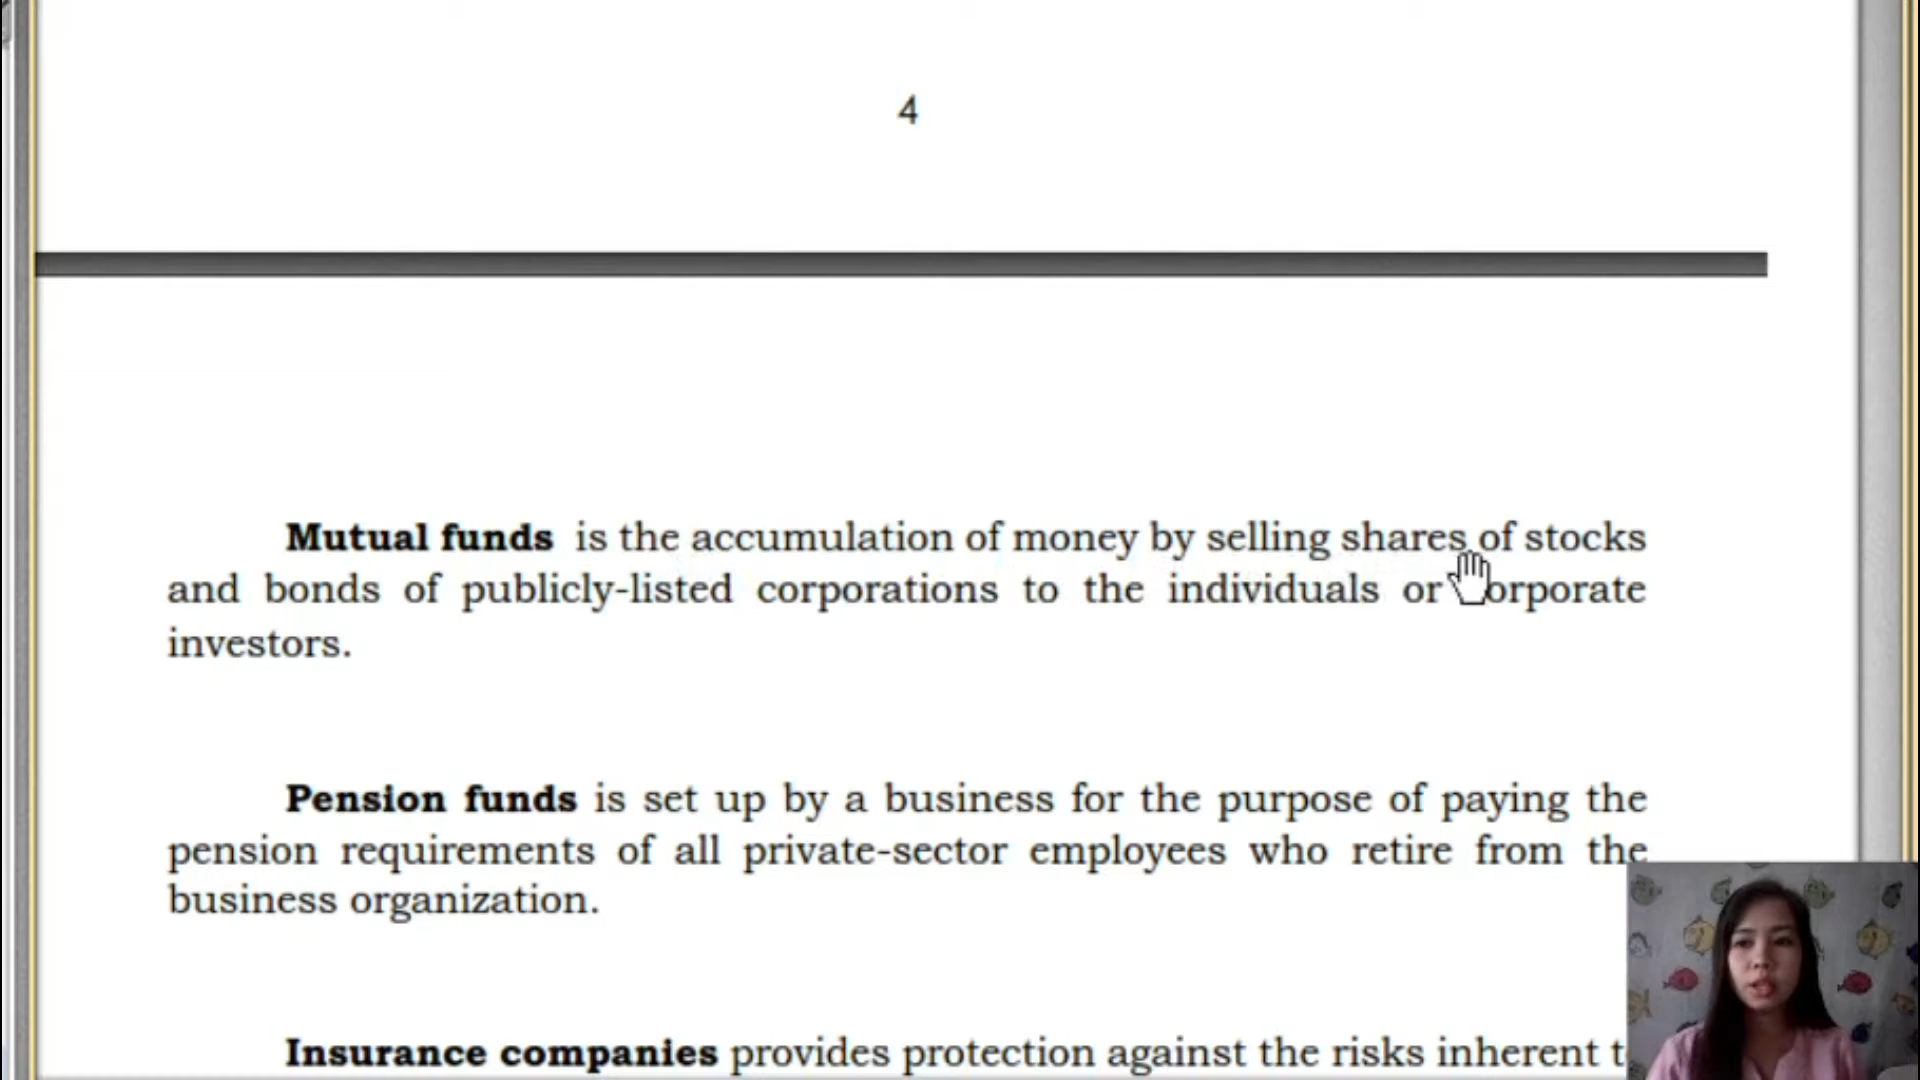 4
Mutual funds is the accumulation of money by selling shares of stocks
and bonds of publicly-listed corporations to the individuals or corporate
investors.
Pension funds is set up by a business for the purpose of paying the
pension requirements of all private-sector employees who retire from the
business organization.
Insurance companies provides protection against the risks inherent